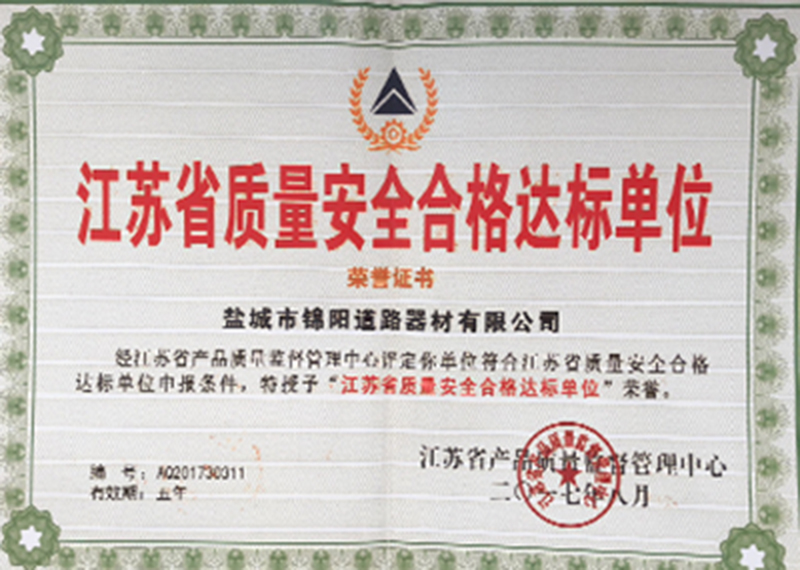 江苏省质量安全合格达标单位
荣誉证书
盐城市锦阳道路器材有限公司
经江苏省产品质量监督管理中心评定你单位符合江苏省质量安全合格
达标单位申报条件，特授予“江苏省质量安全合格达标单位”荣誉。
编 号：AQ201730311
有效期：五年
江苏省产品质量监督管理中心
二〇一七年八月